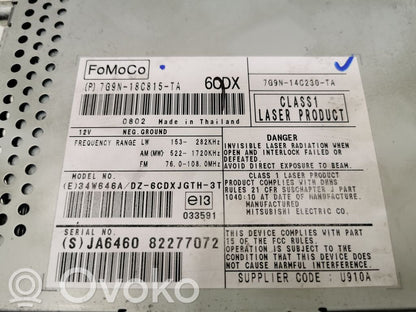 FoMoCo
(P) 7G9N-18C815-TA
6CDX
7G9N-14C230-TA
0802 Made in Thailand
CLASS1
LASER PRODUCT
12V NEG.GROUND
FREQUENCY RANGE LW 153- 282KHz
AM(MW) 522- 1720KHz
FM 76.0-108.0MHz
DANGER
INVISIBLE LASER RADIATION WHEN
OPEN AND INTERLOCK FAILED OR
DEFEATED.
AVOID DIRECT EXPOSURE TO BEAM.
MODEL NO.
(E)34W646A/DZ-6CDXJGTH-3T
e13
033591
CLASS 1 LASER PRODUCT
PRODUCT COMPLIES WITH DHHS
RULES 21 CFR SUBCHAPTER J PART
1040:10 AT DATE OF MANUFACTURE.
MANUFACTURED
MITSUBISHI ELECTRIC CO.
SERIAL NO.
(S)JA6460 82277072
THIS DEVICE COMPLIES WITH PART
15 OF THE FCC RULES.
OPERATION IS SUBJECT TO THE
CONDITION THAT THIS DEVICE DOES
NOT CAUSE HARMFUL INTERFERENCE.
SUPPLIER CODE : U910A
OVOKO